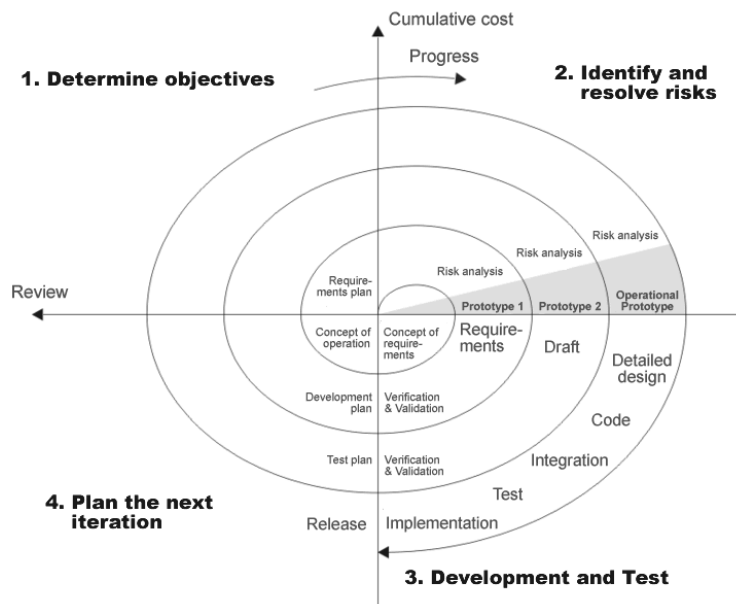 Cumulative cost
Progress
1. Determine objectives
2. Identify and
resolve risks
Risk analysis
Risk analysis
Risk analysis
Require-
ments plan
Review
Prototype 1
Prototype 2
Operational
Prototype
Concept of
operation
Concept of
require-
ments
Require-
ments
Draft
Detailed
design
Development
plan
Verification
& Validation
Code
Test plan
Verification
& Validation
Integration
Test
4. Plan the next
iteration
Release
Implementation
3. Development and Test